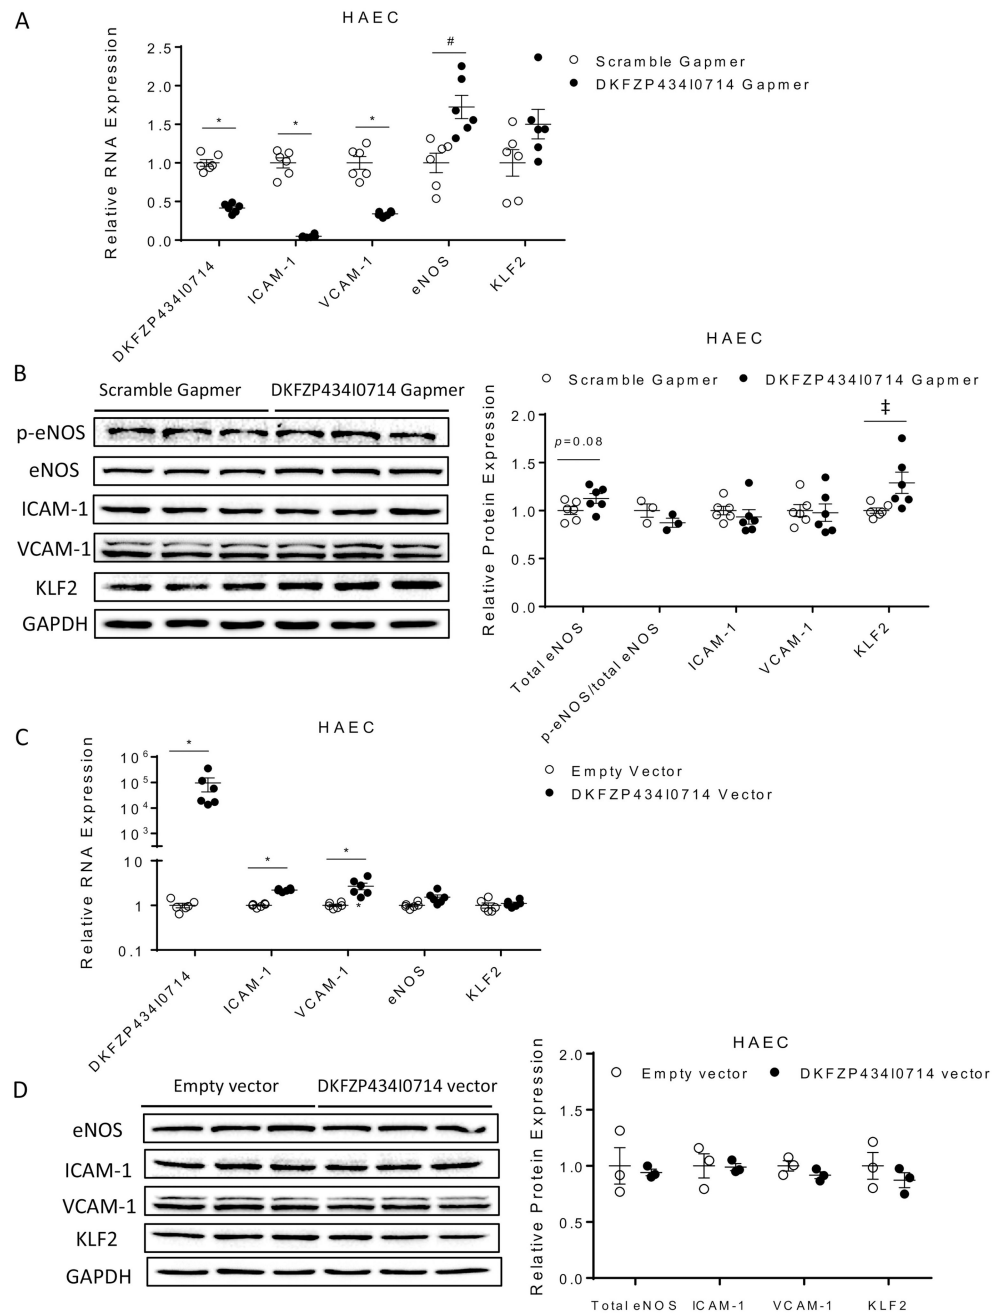 A
HAEC
Relative RNA Expression
2.5
2.0
1.5
1.0
0.5
0.0
* * * #
Scramble Gapmer
DKFZP434I0714 Gapmer
DKFZP434I0714
ICAM-1
VCAM-1
eNOS
KLF2
B
Scramble Gapmer DKFZP434I0714 Gapmer
p-eNOS
eNOS
ICAM-1
VCAM-1
KLF2
GAPDH
HAEC
Scramble Gapmer DKFZP434I0714 Gapmer
Relative Protein Expression
2.0
1.5
1.0
0.5
0.0
p=0.08
‡
Total eNOS
p-eNOS/total eNOS
ICAM-1
VCAM-1
KLF2
C
HAEC
Relative RNA Expression
10⁶
10⁵
10⁴
10³
10
1
0.1
* * * *
Empty Vector
DKFZP434I0714 Vector
DKFZP434I0714
ICAM-1
VCAM-1
eNOS
KLF2
D
Empty vector DKFZP434I0714 vector
eNOS
ICAM-1
VCAM-1
KLF2
GAPDH
HAEC
Empty vector DKFZP434I0714 vector
Relative Protein Expression
2.0
1.5
1.0
0.5
0.0
Total eNOS ICAM-1 VCAM-1 KLF2